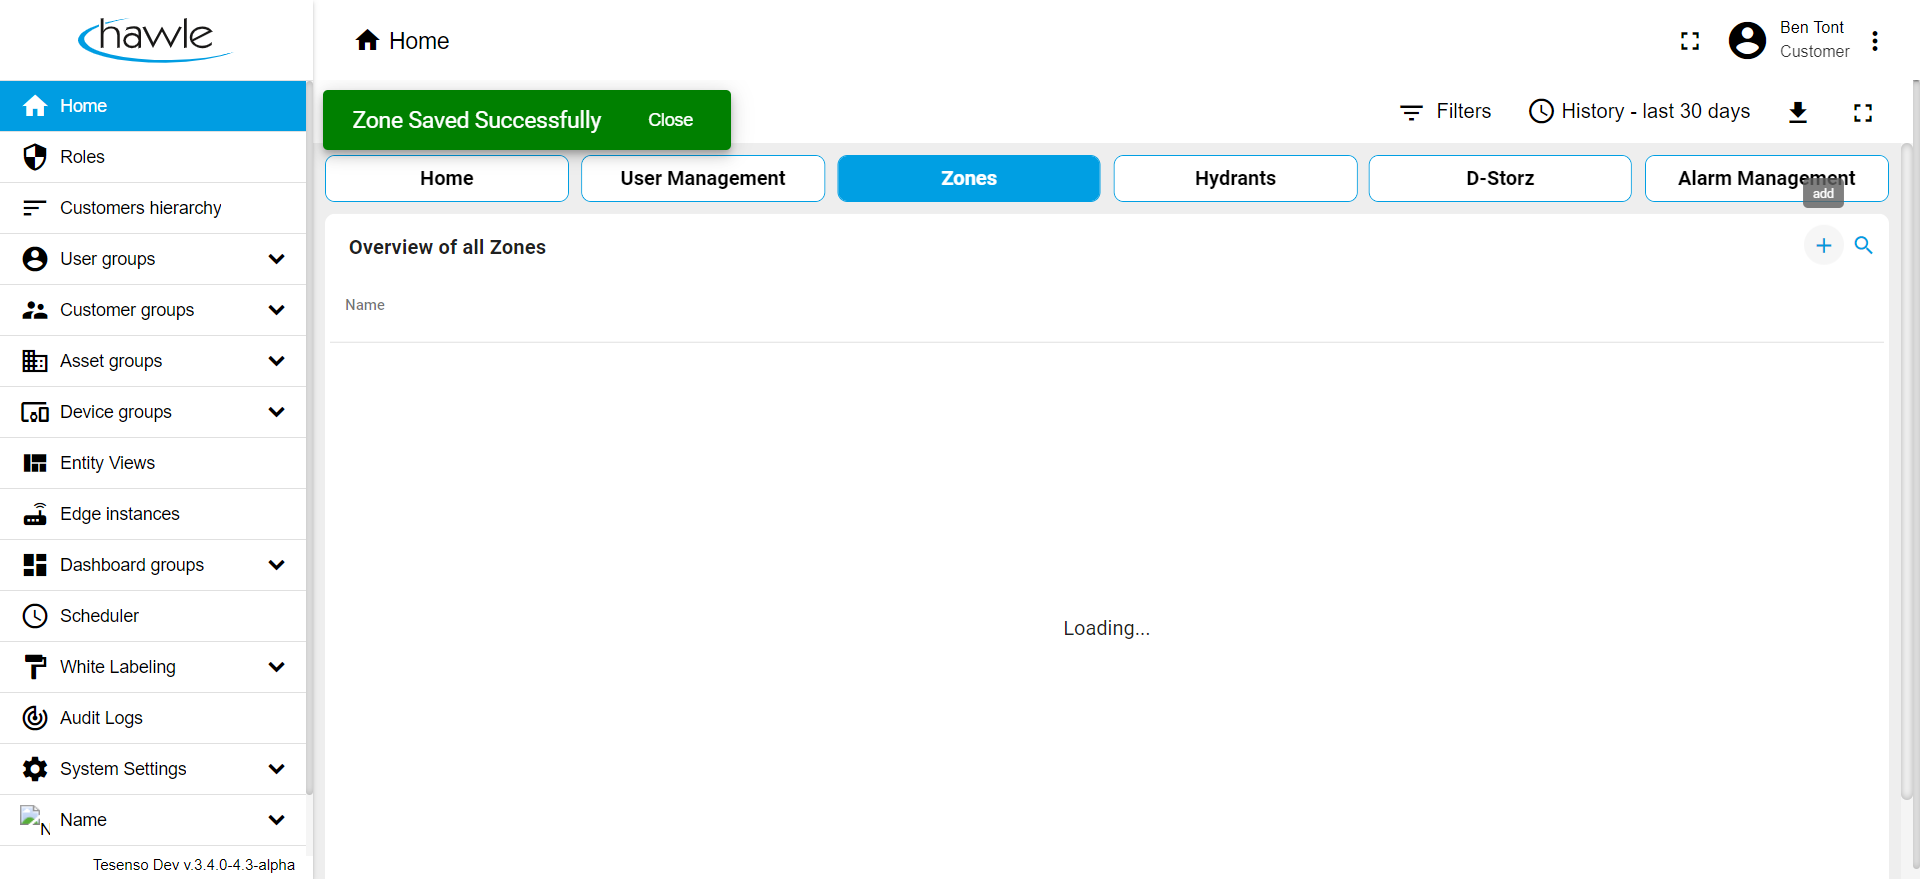 hawle
Home
Ben Tont
Customer
Home
Roles
Customers hierarchy
User groups
Customer groups
Asset groups
Device groups
Entity Views
Edge instances
Dashboard groups
Scheduler
White Labeling
Audit Logs
System Settings
N
Name
Tesenso Dev v.3.4.0-4.3-alpha
Zone Saved Successfully Close
Filters
History - last 30 days
Home
User Management
Zones
Hydrants
D-Storz
Alarm Management
add
Overview of all Zones
Name
Loading...